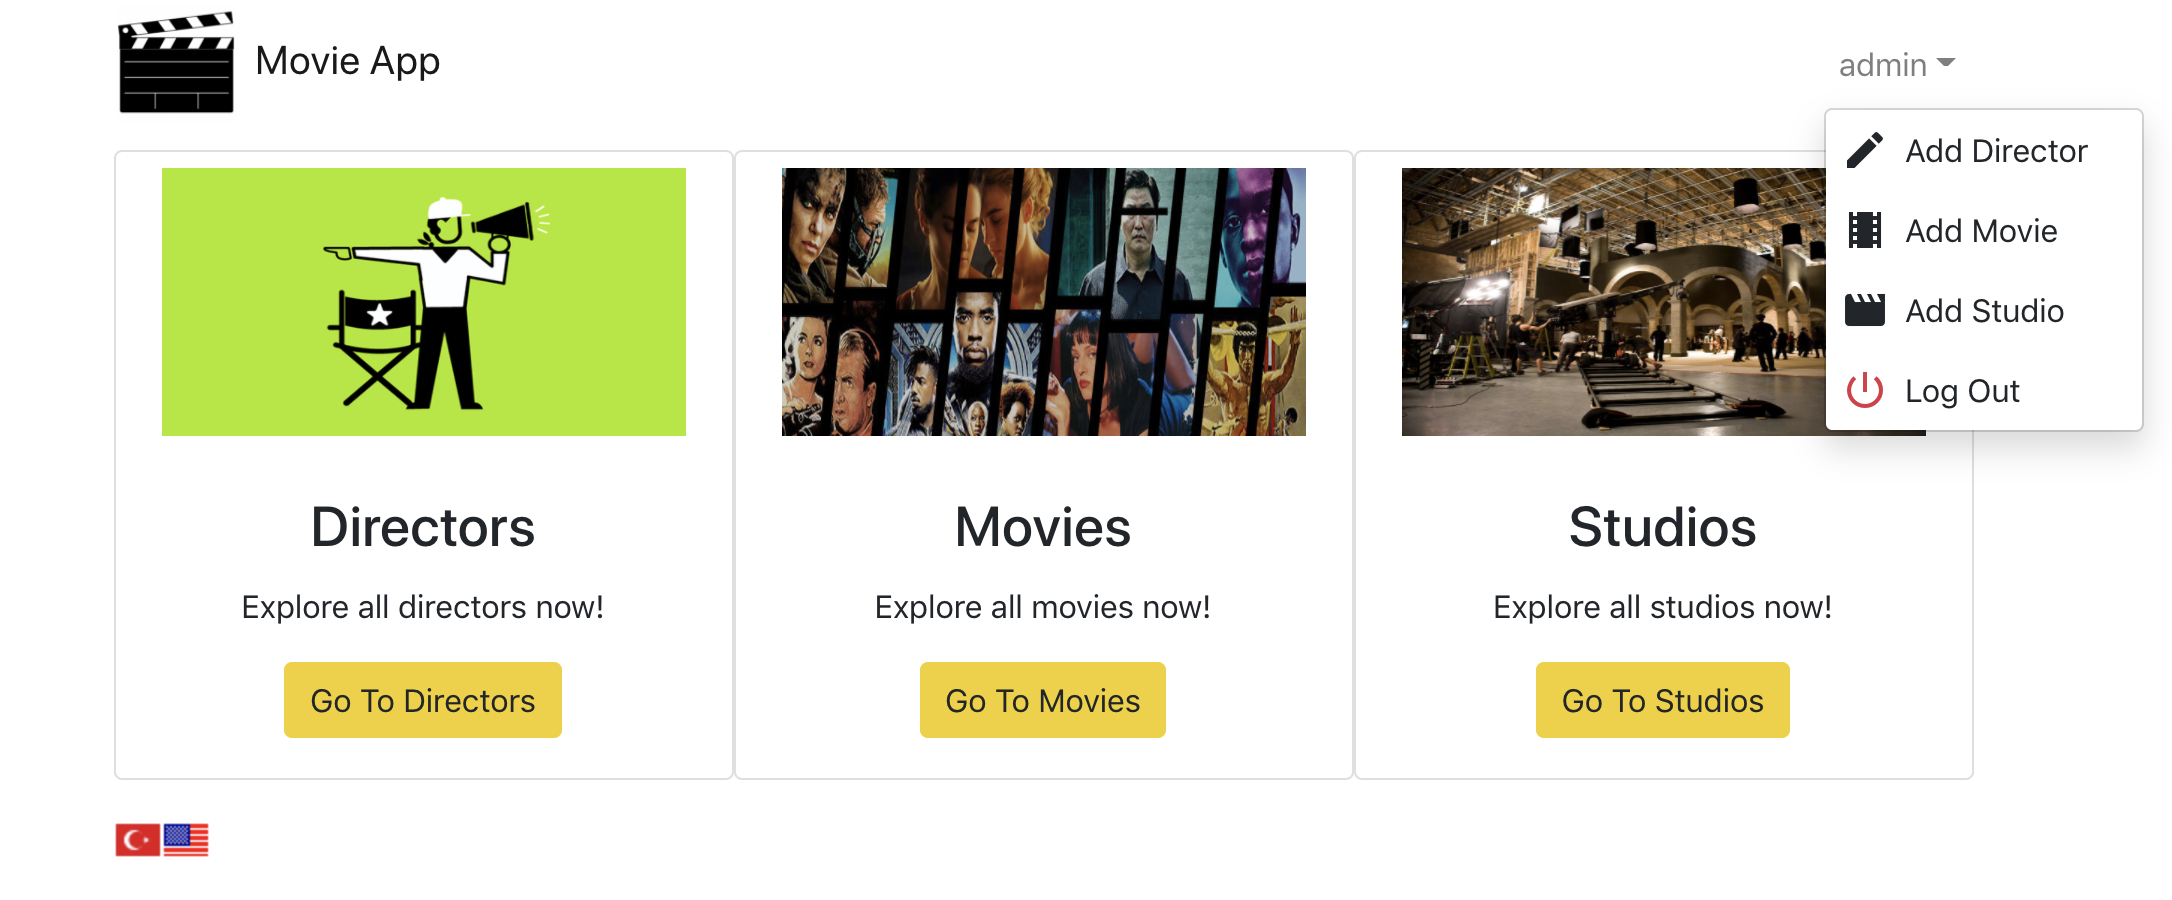 Movie App
admin
Add Director
Add Movie
Add Studio
Log Out
Directors
Explore all directors now!
Go To Directors
Movies
Explore all movies now!
Go To Movies
Studios
Explore all studios now!
Go To Studios